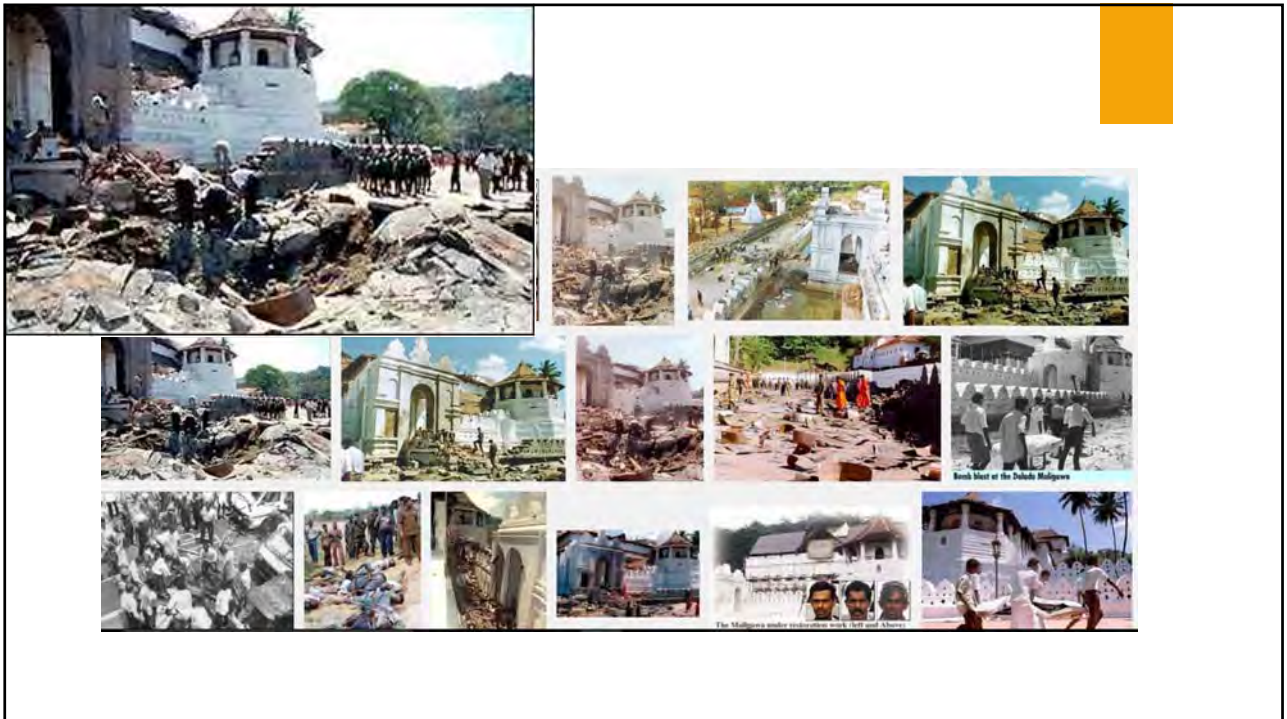 Bomb blast at the Dalada Maligawa
The Maligawa under restoration work (left and Above)